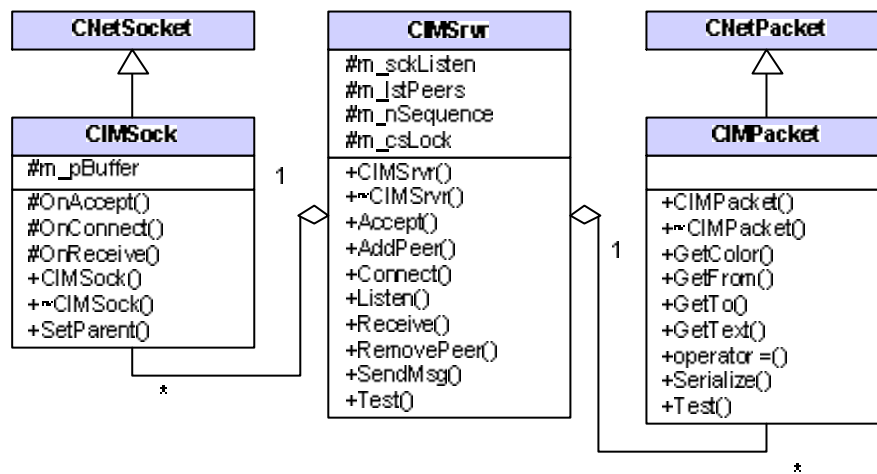 CNetSocket
CIMSock
#m_pBuffer
#OnAccept()
#OnConnect()
#OnReceive()
+CIMSock()
+~CIMSock()
+SetParent()
1
*
CIMSrvr
#m_sckListen
#m_lstPeers
#m_nSequence
#m_csLock
+CIMSrvr()
+~CIMSrvr()
+Accept()
+AddPeer()
+Connect()
+Listen()
+Receive()
+RemovePeer()
+SendMsg()
+Test()
1
*
CNetPacket
CIMPacket
+CIMPacket()
+~CIMPacket()
+GetColor()
+GetFrom()
+GetTo()
+GetText()
+operator =()
+Serialize()
+Test()